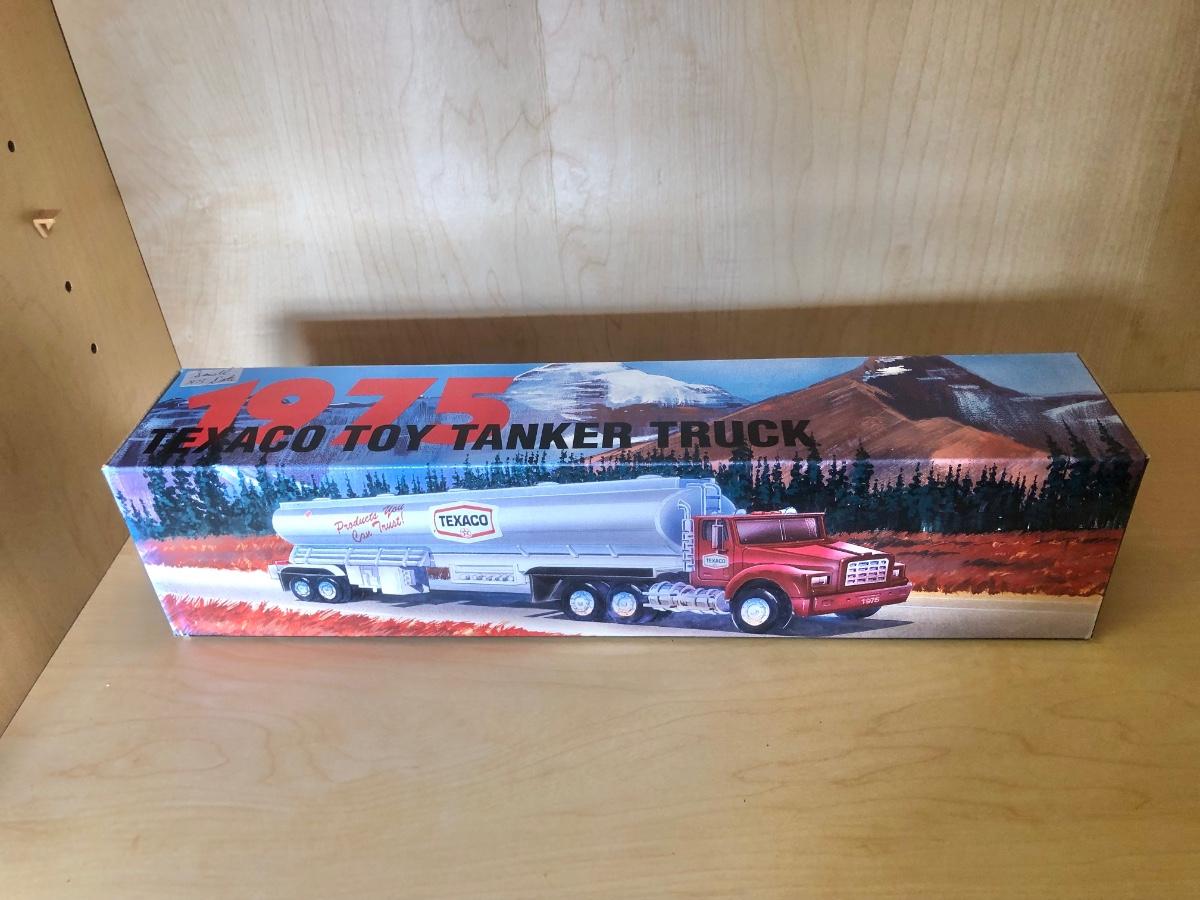 1975
TEXACO TOY TANKER TRUCK
Products You
Can Trust!
TEXACO
TEXACO
1975